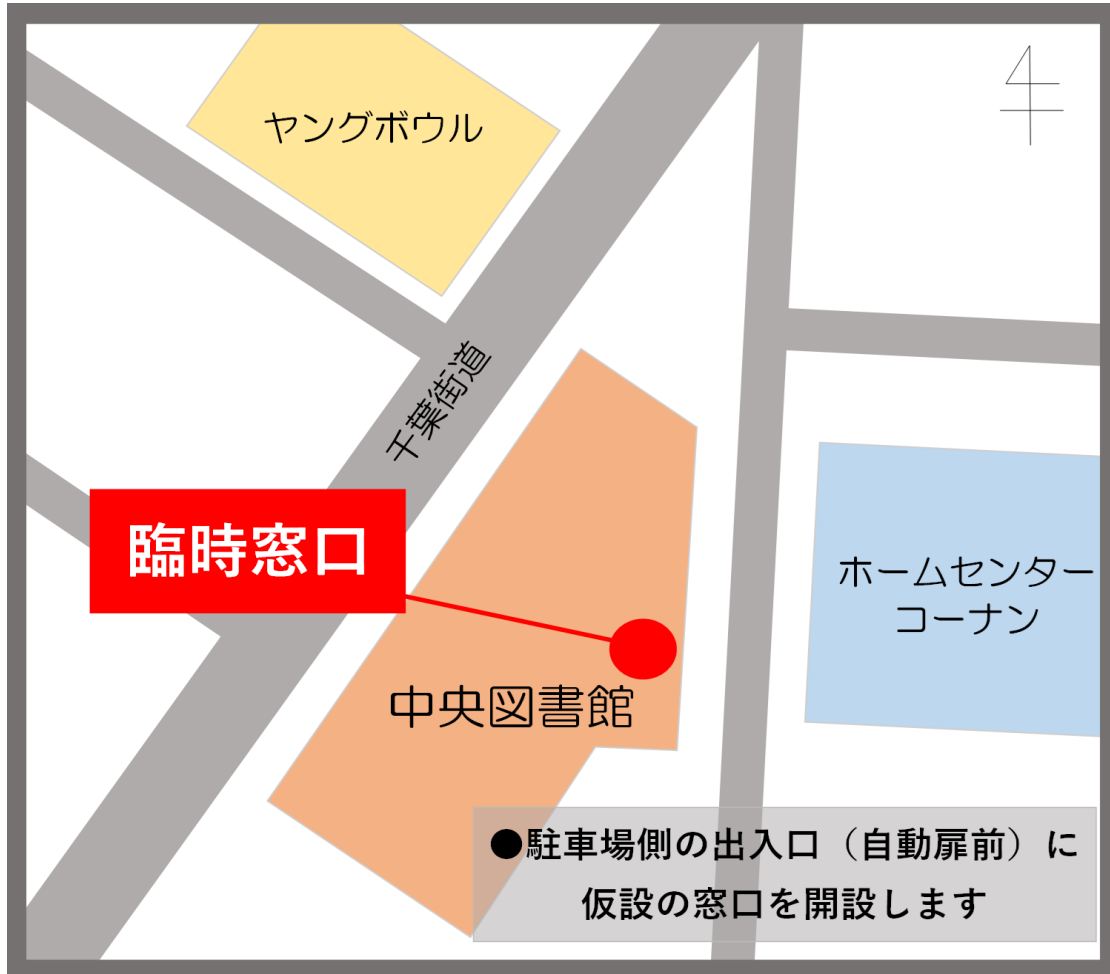 ヤングボウル
千葉街道
臨時窓口
ホームセンター
コーナン
中央図書館
●駐車場側の出入口（自動扉前）に
仮設の窓口を開設します